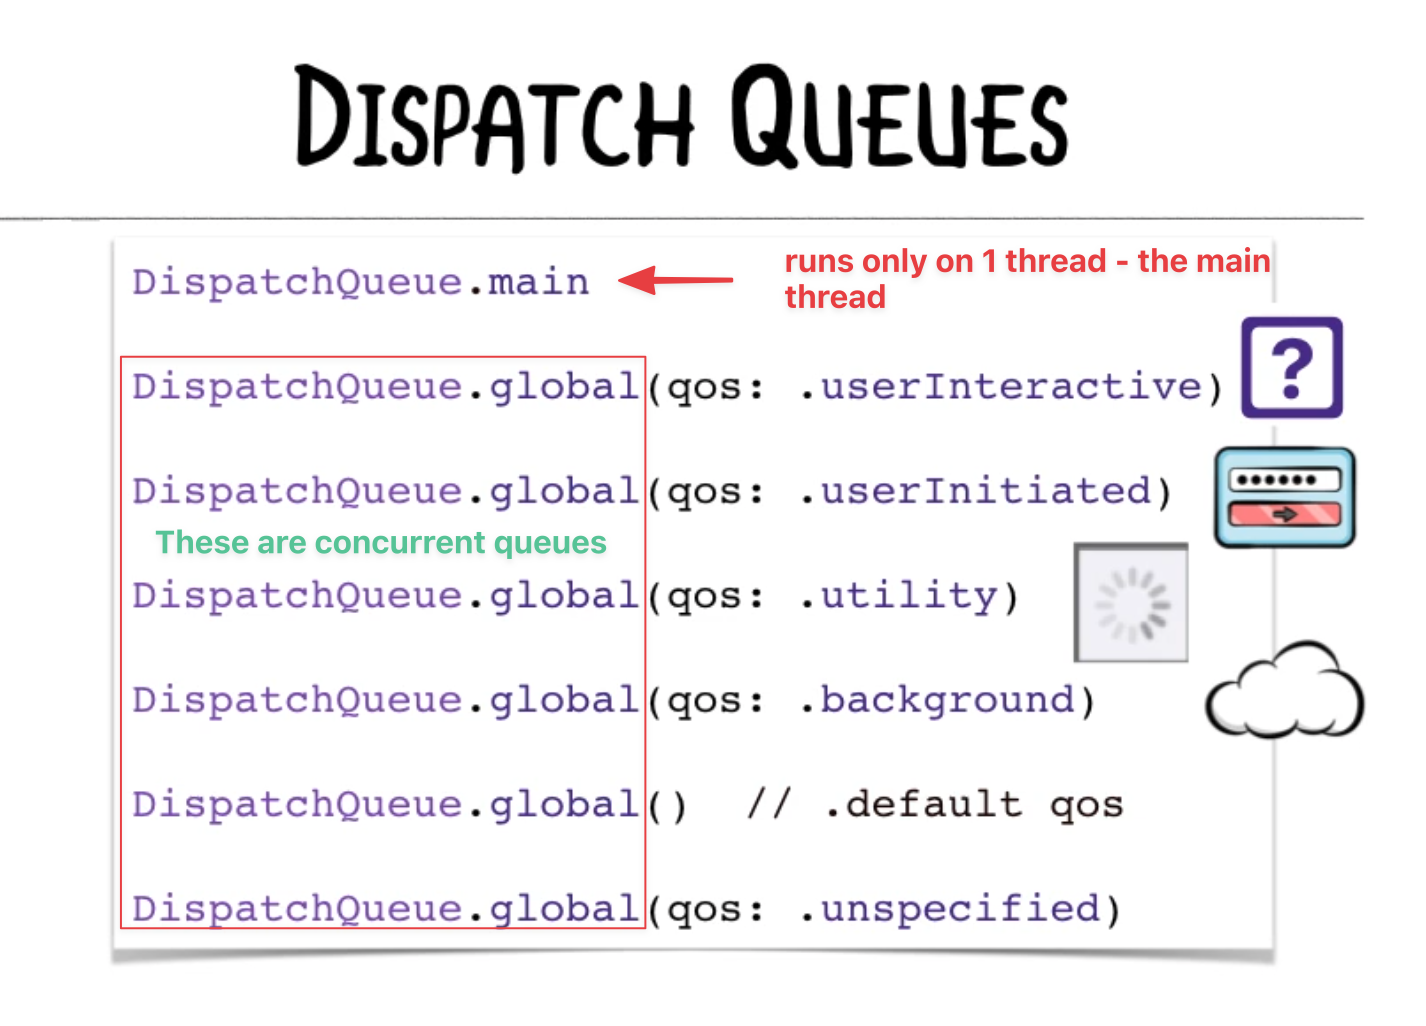 DISPATCH QUEUES
DispatchQueue.main
runs only on 1 thread - the main
thread
DispatchQueue.global(qos: .userInteractive)
?
DispatchQueue.global(qos: .userInitiated)
These are concurrent queues
DispatchQueue.global(qos: .utility)
DispatchQueue.global(qos: .background)
DispatchQueue.global()  // .default qos
DispatchQueue.global(qos: .unspecified)